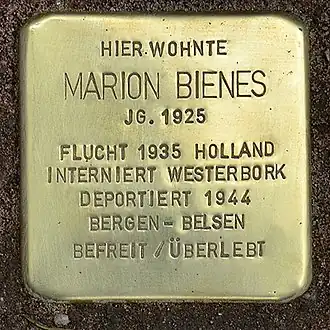 HIER WOHNTE
MARION BIENES
JG. 1925
FLUCHT 1935 HOLLAND
INTERNIERT WESTERBORK
DEPORTIERT 1944
BERGEN-BELSEN
BEFREIT / ÜBERLEBT